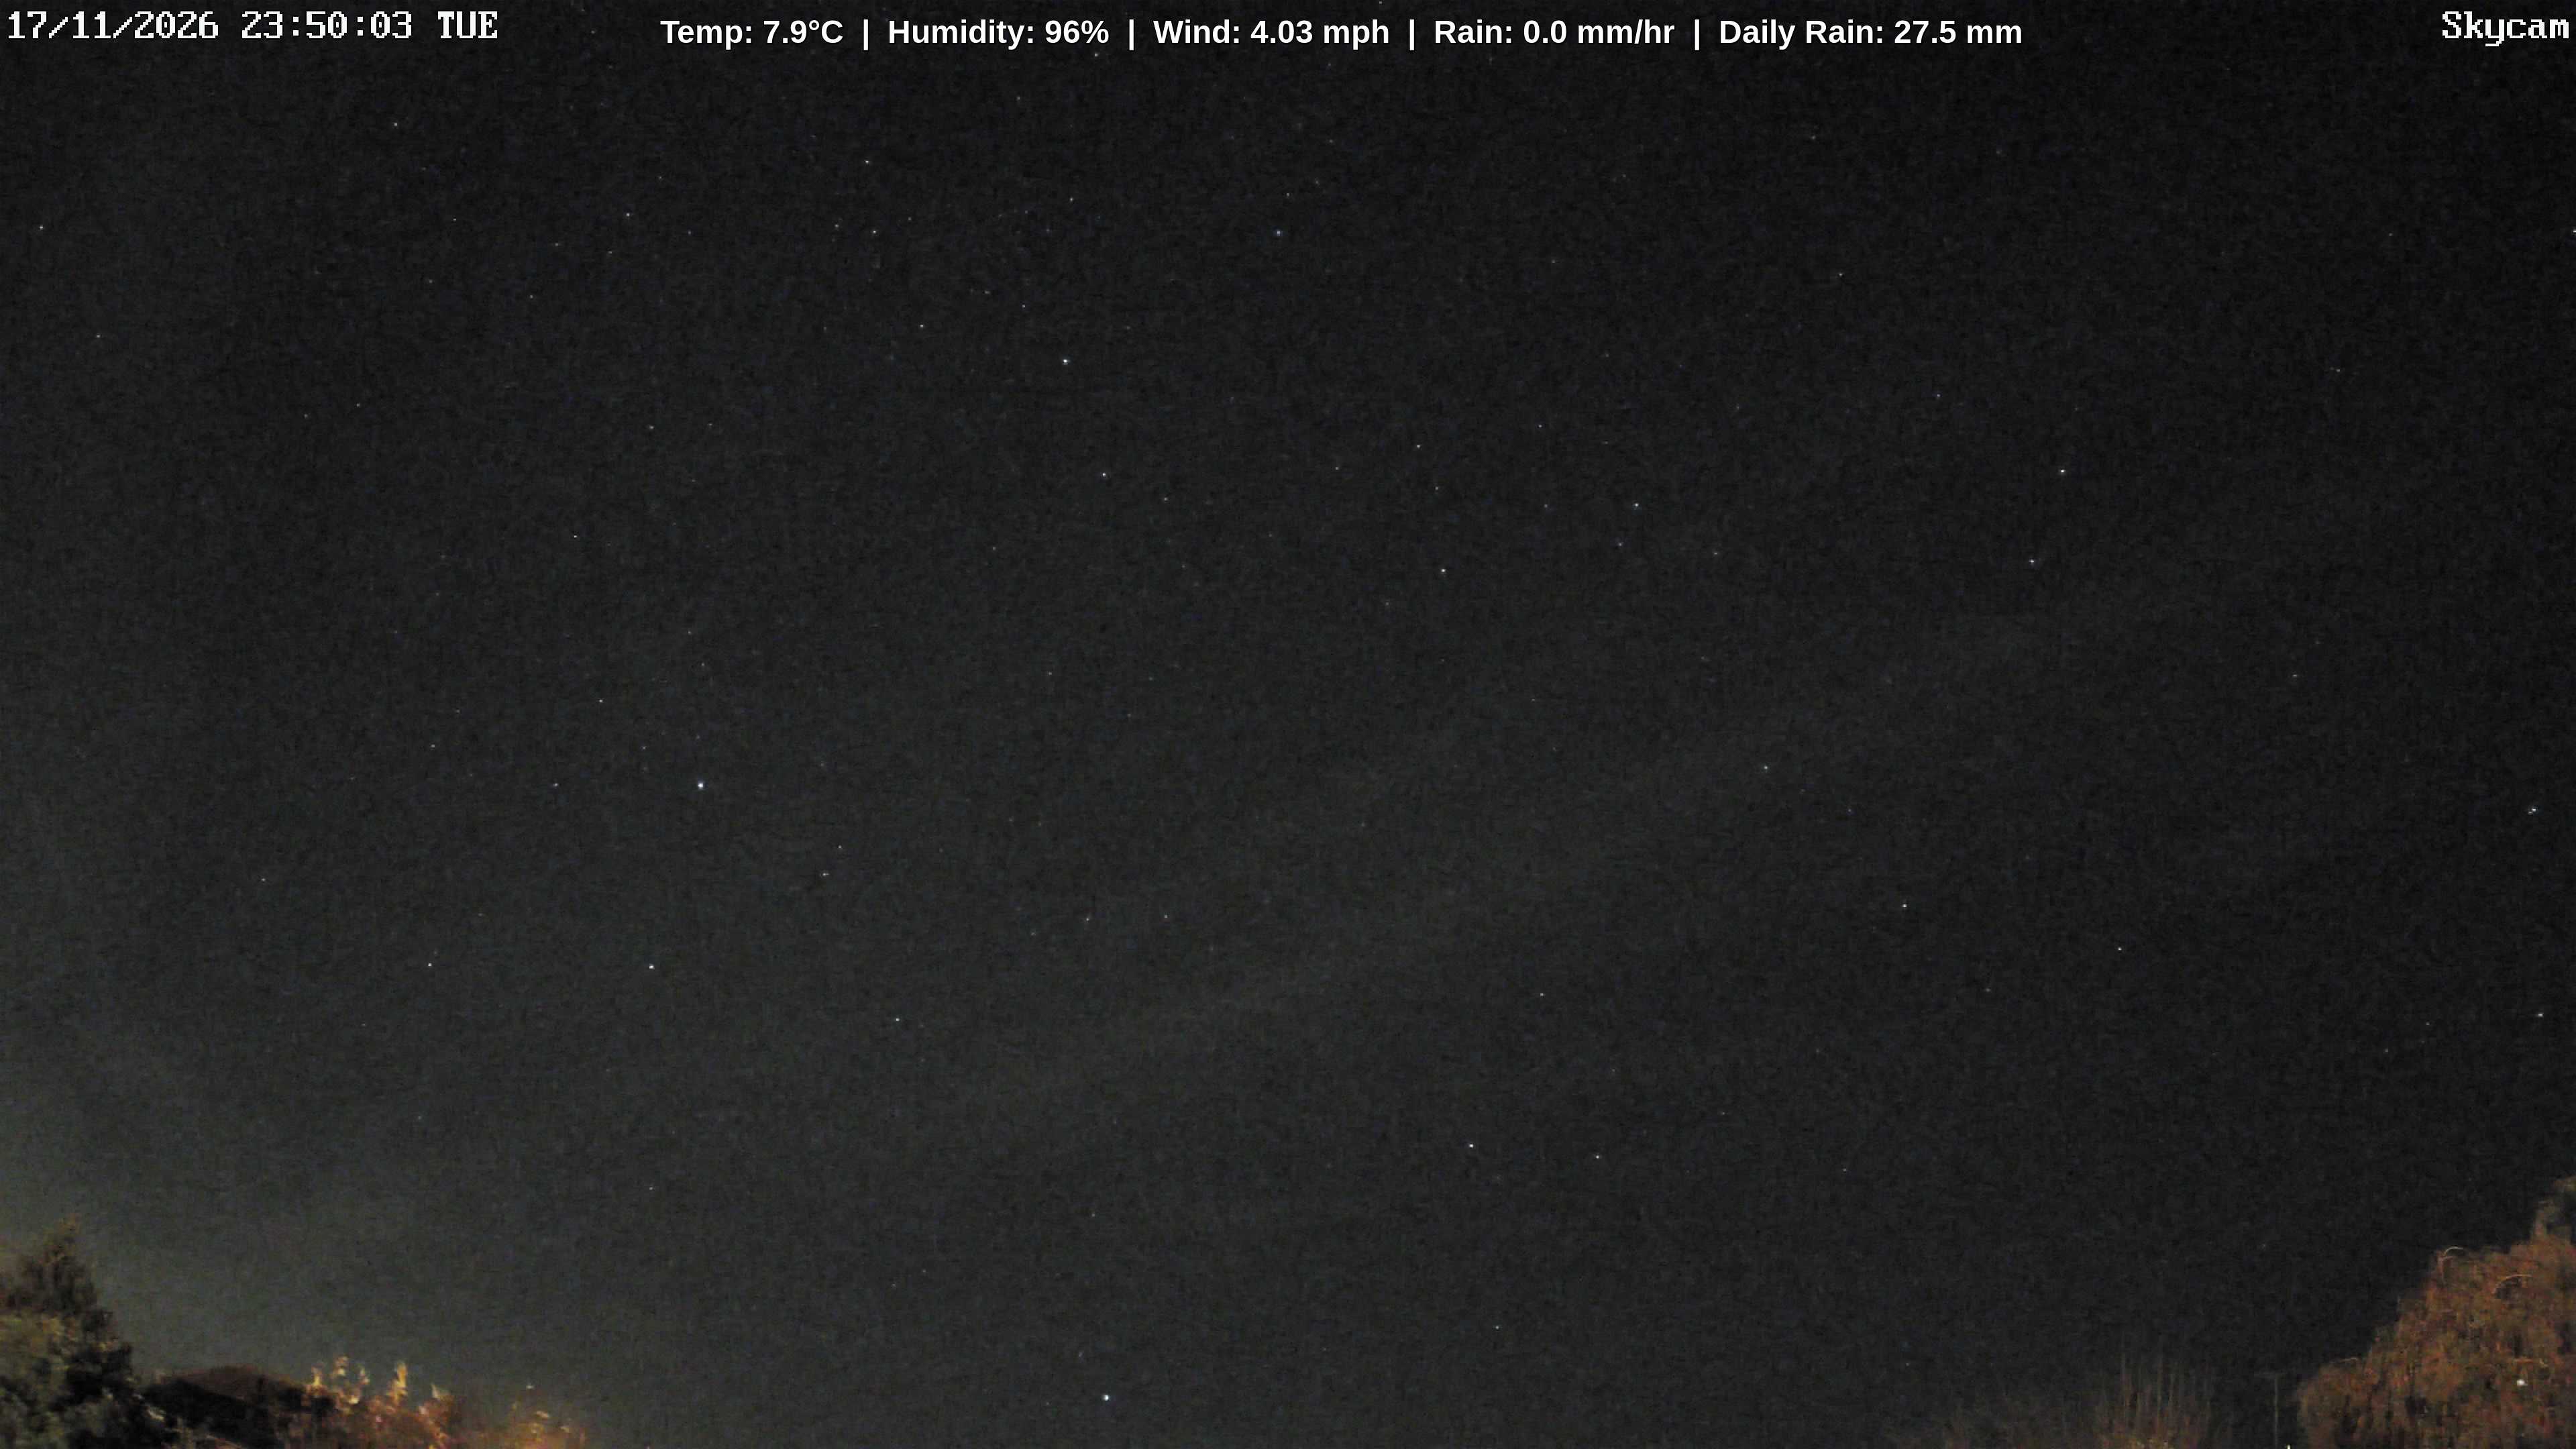 17/11/2026 23:50:03 TUE
Temp: 7.9°C | Humidity: 96% | Wind: 4.03 mph | Rain: 0.0 mm/hr | Daily Rain: 27.5 mm
Skycam